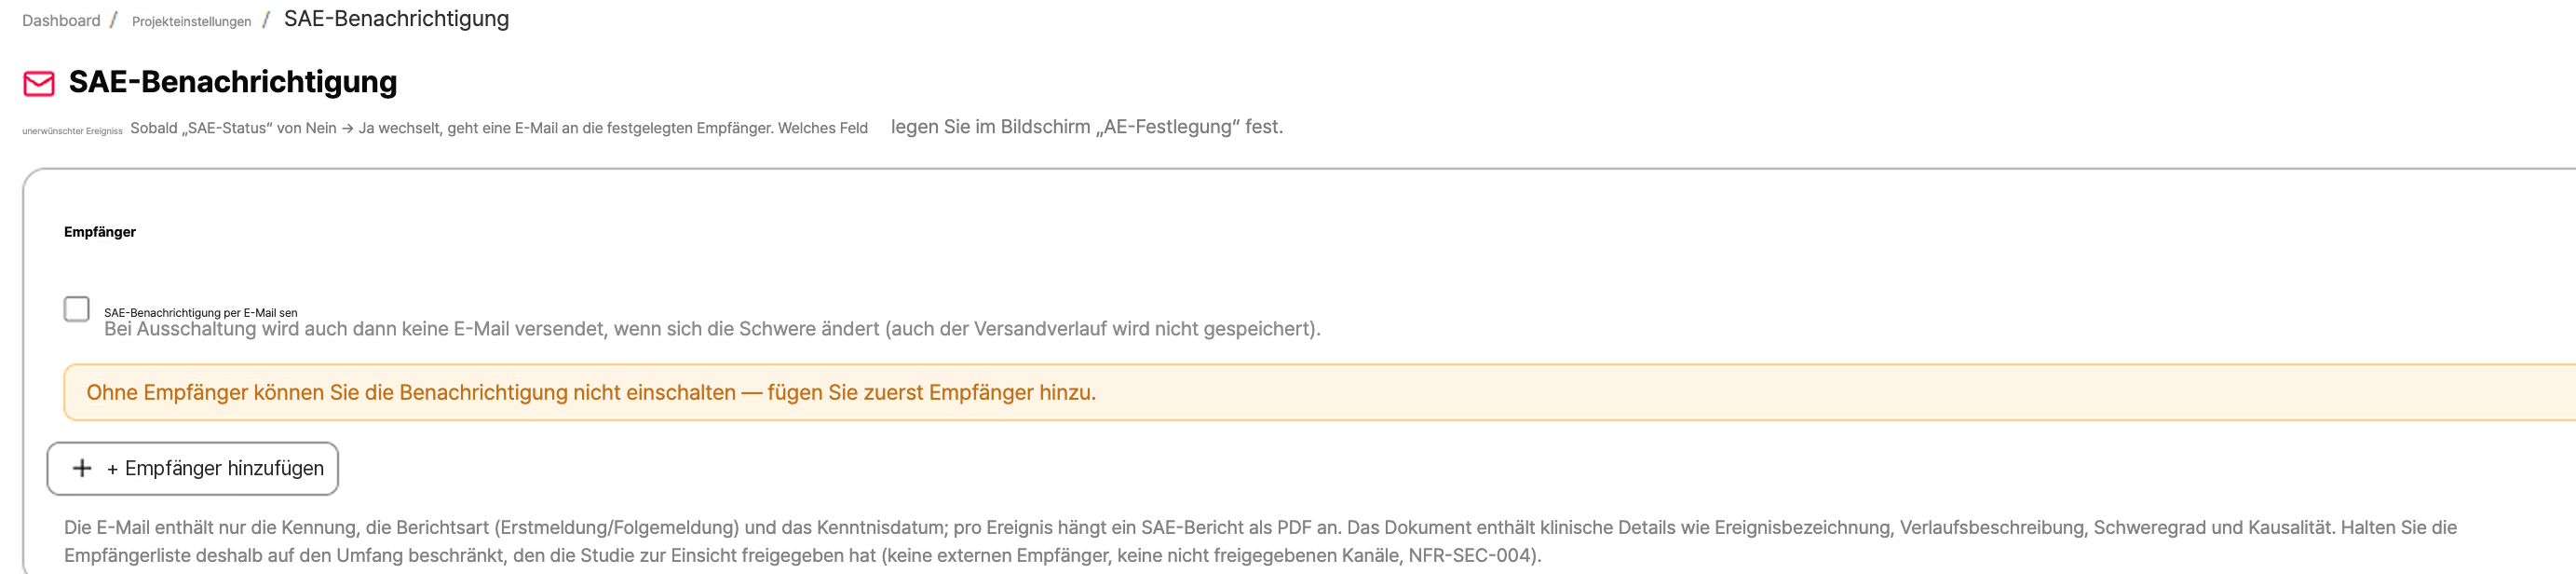 Dashboard / Projekteinstellungen / SAE-Benachrichtigung
SAE-Benachrichtigung
unerwünschter Ereigniss Sobald „SAE-Status“ von Nein → Ja wechselt, geht eine E-Mail an die festgelegten Empfänger. Welches Feld legen Sie im Bildschirm „AE-Festlegung“ fest.
Empfänger
SAE-Benachrichtigung per E-Mail sen
Bei Ausschaltung wird auch dann keine E-Mail versendet, wenn sich die Schwere ändert (auch der Versandverlauf wird nicht gespeichert).
Ohne Empfänger können Sie die Benachrichtigung nicht einschalten — fügen Sie zuerst Empfänger hinzu.
+ Empfänger hinzufügen
Die E-Mail enthält nur die Kennung, die Berichtsart (Erstmeldung/Folgemeldung) und das Kenntnisdatum; pro Ereignis hängt ein SAE-Bericht als PDF an. Das Dokument enthält klinische Details wie Ereignisbezeichnung, Verlaufsbeschreibung, Schweregrad und Kausalität. Halten Sie die
Empfängerliste deshalb auf den Umfang beschränkt, den die Studie zur Einsicht freigegeben hat (keine externen Empfänger, keine nicht freigegebenen Kanäle, NFR-SEC-004).